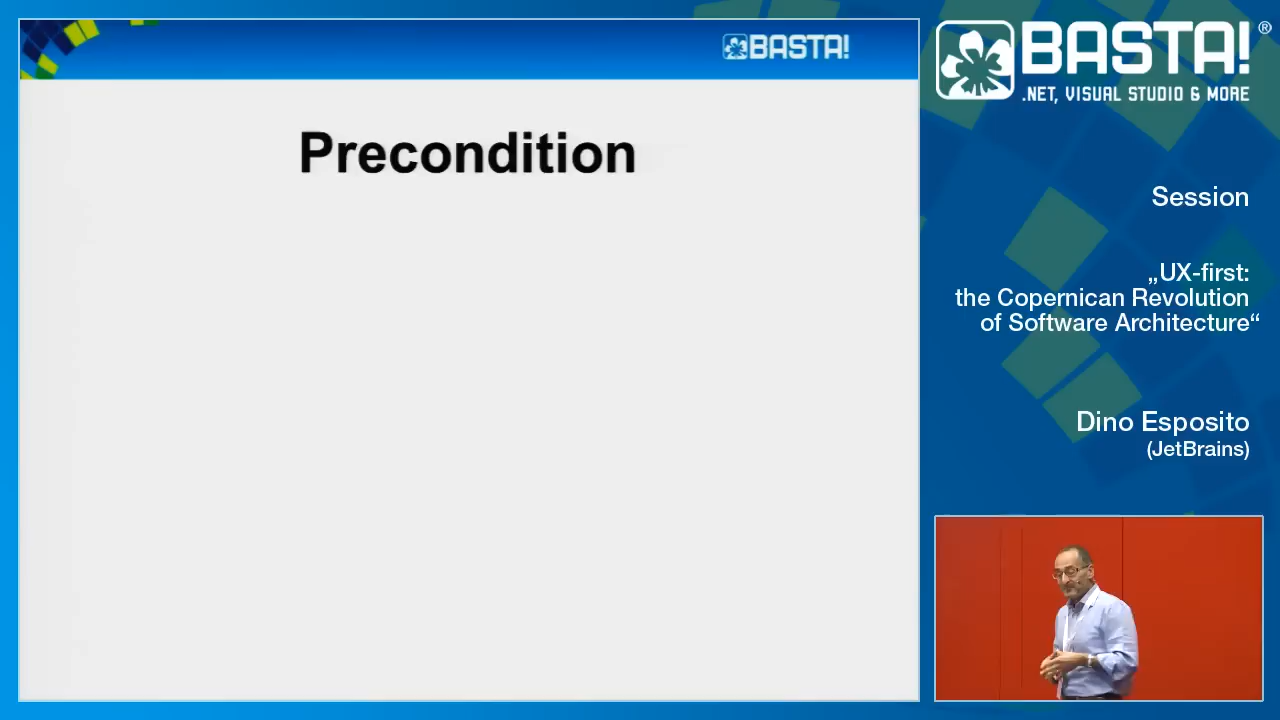 BASTA!
Precondition
BASTA!®
.NET, VISUAL STUDIO & MORE
Session
„UX-first:
the Copernican Revolution
of Software Architecture“
Dino Esposito
(JetBrains)